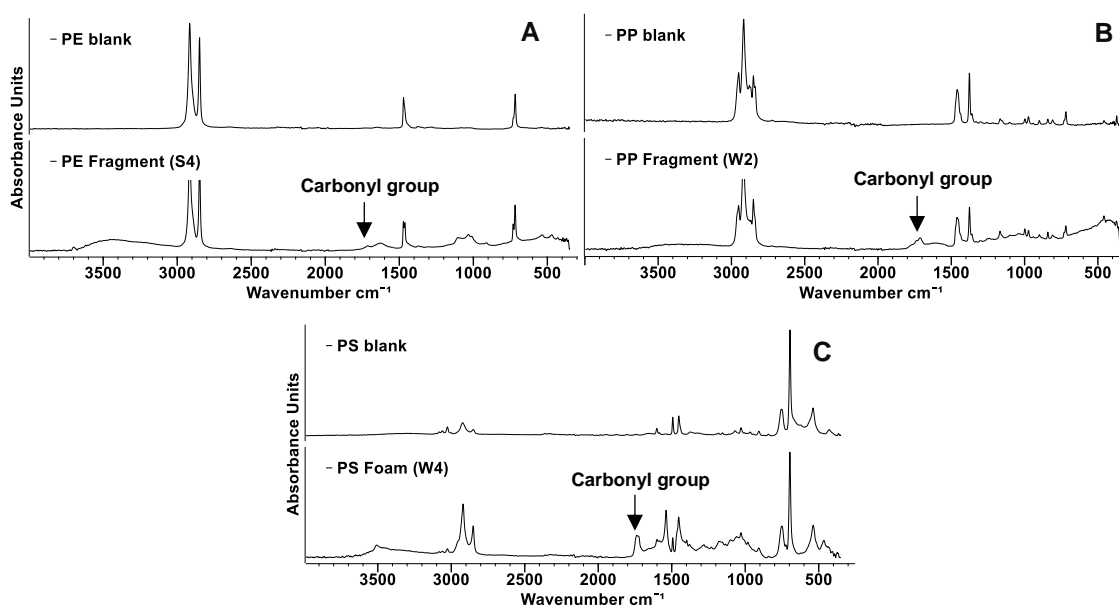 – PE blank
A
– PE Fragment (S4)
Carbonyl group
Absorbance Units
3500 3000 2500 2000 1500 1000 500
Wavenumber cm⁻¹
– PP blank
B
– PP Fragment (W2)
Carbonyl group
3500 3000 2500 2000 1500 1000 500
Wavenumber cm⁻¹
– PS blank
C
– PS Foam (W4)
Carbonyl group
Absorbance Units
3500 3000 2500 2000 1500 1000 500
Wavenumber cm⁻¹